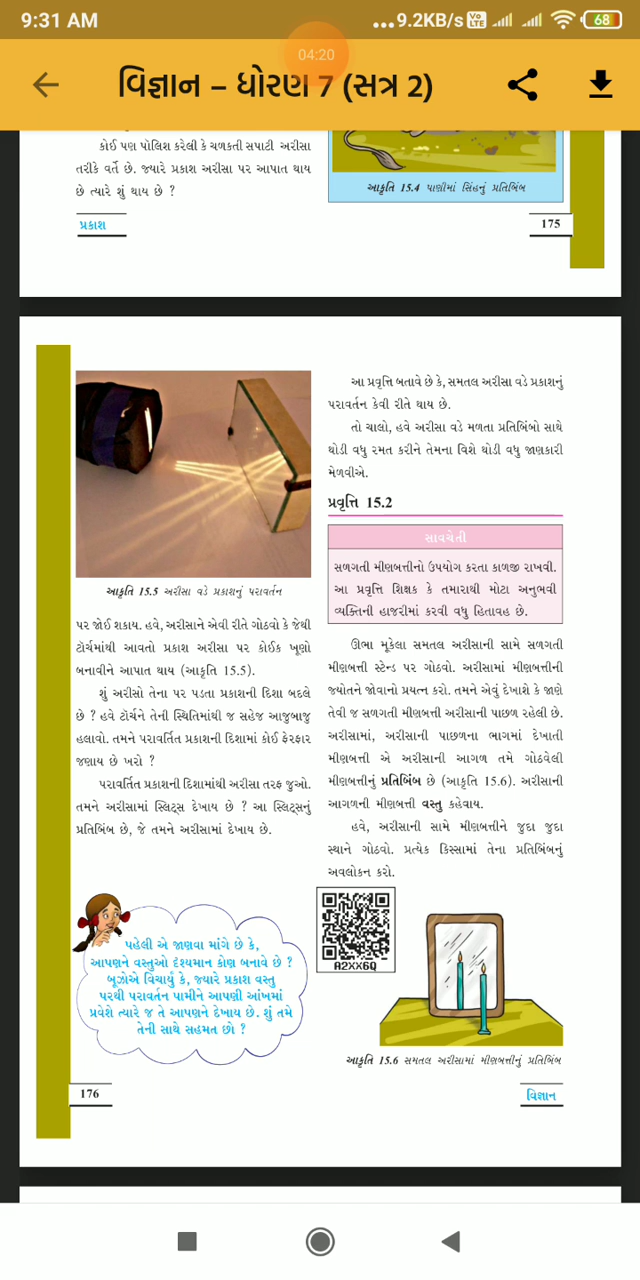 9:31 AM
...9.2KB/s Vo LTE 68
04:20
વિજ્ઞાન – ધોરણ 7 (સત્ર 2)
કોઈ પણ પોલિશ કરેલી કે ચળકતી સપાટી અરીસા
તરીકે વર્તે છે. જ્યારે પ્રકાશ અરીસા પર આપાત થાય
છે ત્યારે શું થાય છે ?
આકૃતિ 15.4 પાણીમાં સિંહનું પ્રતિબિંબ
પ્રકાશ
175
આકૃતિ 15.5 અરીસા વડે પ્રકાશનું પરાવર્તન
પર જોઈ શકાય. હવે, અરીસાને એવી રીતે ગોઠવો કે જેથી
ટૉર્ચમાંથી આવતો પ્રકાશ અરીસા પર કોઈક ખૂણો
બનાવીને આપાત થાય (આકૃતિ 15.5).
શું અરીસો તેના પર પડતા પ્રકાશની દિશા બદલે
છે ? હવે ટૉર્ચને તેની સ્થિતિમાંથી જ સહેજ આજુબાજુ
હલાવો. તમને પરાવર્તિત પ્રકાશની દિશામાં કોઈ ફેરફાર
જણાય છે ખરો ?
પરાવર્તિત પ્રકાશની દિશામાંથી અરીસા તરફ જુઓ.
તમને અરીસામાં સ્લિટ્સ દેખાય છે ? આ સ્લિટ્સનું
પ્રતિબિંબ છે, જે તમને અરીસામાં દેખાય છે.
પહેલી એ જાણવા માંગે છે કે,
આપણને વસ્તુઓ દૃશ્યમાન કોણ બનાવે છે ?
બૂઝોએ વિચાર્યું કે, જ્યારે પ્રકાશ વસ્તુ
પરથી પરાવર્તન પામીને આપણી આંખમાં
પ્રવેશે ત્યારે જ તે આપણને દેખાય છે. શું તમે
તેની સાથે સહમત છો ?
176
આ પ્રવૃત્તિ બતાવે છે કે, સમતલ અરીસા વડે પ્રકાશનું
પરાવર્તન કેવી રીતે થાય છે.
તો ચાલો, હવે અરીસા વડે મળતા પ્રતિબિંબો સાથે
થોડી વધુ રમત કરીને તેમના વિશે થોડી વધુ જાણકારી
મેળવીએ.
પ્રવૃત્તિ 15.2
સાવચેતી
સળગતી મીણબત્તીનો ઉપયોગ કરતા કાળજી રાખવી.
આ પ્રવૃત્તિ શિક્ષક કે તમારાથી મોટા અનુભવી
વ્યક્તિની હાજરીમાં કરવી વધુ હિતાવહ છે.
ઊભા મૂકેલા સમતલ અરીસાની સામે સળગતી
મીણબત્તી સ્ટેન્ડ પર ગોઠવો. અરીસામાં મીણબત્તીની
જ્યોતને જોવાનો પ્રયત્ન કરો. તમને એવું દેખાશે કે જાણે
તેવી જ સળગતી મીણબત્તી અરીસાની પાછળ રહેલી છે.
અરીસામાં, અરીસાની પાછળના ભાગમાં દેખાતી
મીણબત્તી એ અરીસાની આગળ તમે ગોઠવેલી
મીણબત્તીનું પ્રતિબિંબ છે (આકૃતિ 15.6). અરીસાની
આગળની મીણબત્તી વસ્તુ કહેવાય.
હવે, અરીસાની સામે મીણબત્તીને જુદા જુદા
સ્થાને ગોઠવો. પ્રત્યેક કિસ્સામાં તેના પ્રતિબિંબનું
અવલોકન કરો.
A2XX6Q
આકૃતિ 15.6 સમતલ અરીસામાં મીણબત્તીનું પ્રતિબિંબ
વિજ્ઞાન